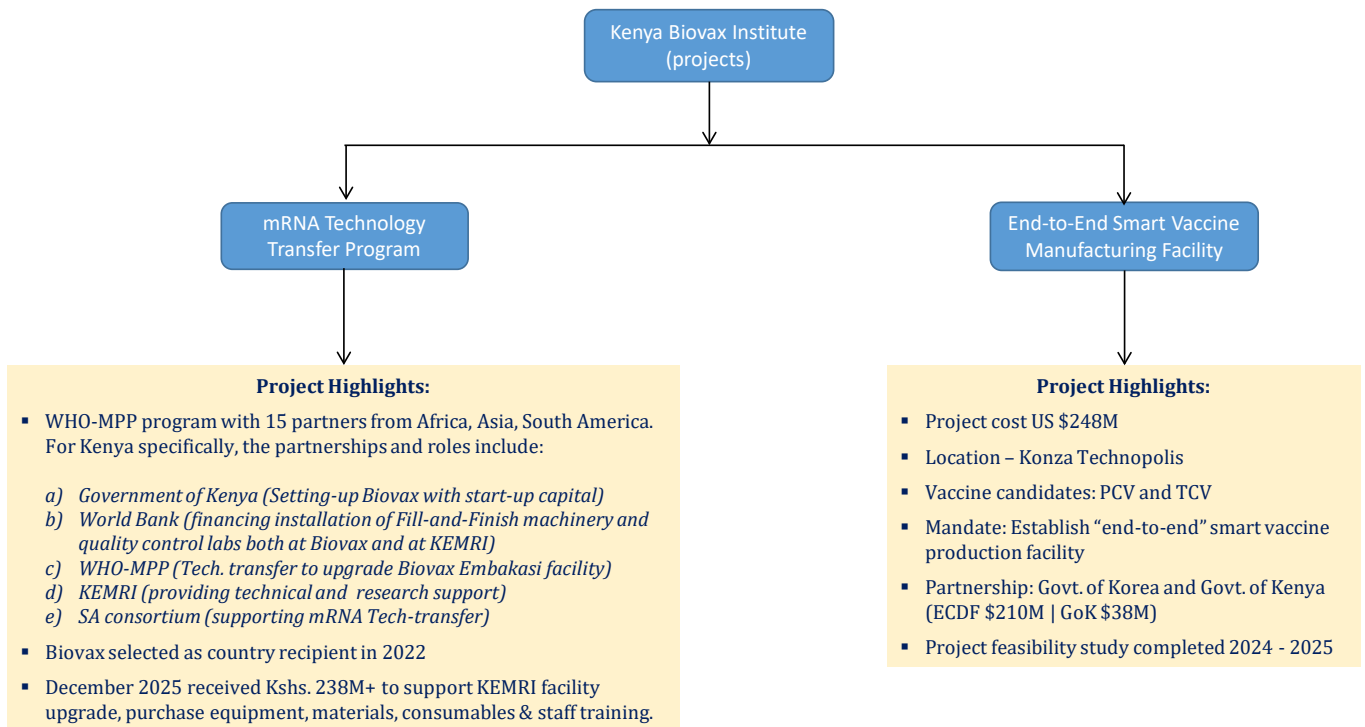 Kenya Biovax Institute
(projects)
mRNA Technology
Transfer Program
End-to-End Smart Vaccine
Manufacturing Facility
Project Highlights:
▪ WHO-MPP program with 15 partners from Africa, Asia, South America.
For Kenya specifically, the partnerships and roles include:
a) Government of Kenya (Setting-up Biovax with start-up capital)
b) World Bank (financing installation of Fill-and-Finish machinery and
quality control labs both at Biovax and at KEMRI)
c) WHO-MPP (Tech. transfer to upgrade Biovax Embakasi facility)
d) KEMRI (providing technical and research support)
e) SA consortium (supporting mRNA Tech-transfer)
▪ Biovax selected as country recipient in 2022
▪ December 2025 received Kshs. 238M+ to support KEMRI facility
upgrade, purchase equipment, materials, consumables & staff training.
Project Highlights:
▪ Project cost US $248M
▪ Location – Konza Technopolis
▪ Vaccine candidates: PCV and TCV
▪ Mandate: Establish “end-to-end” smart vaccine
production facility
▪ Partnership: Govt. of Korea and Govt. of Kenya
(ECDF $210M | GoK $38M)
▪ Project feasibility study completed 2024 - 2025